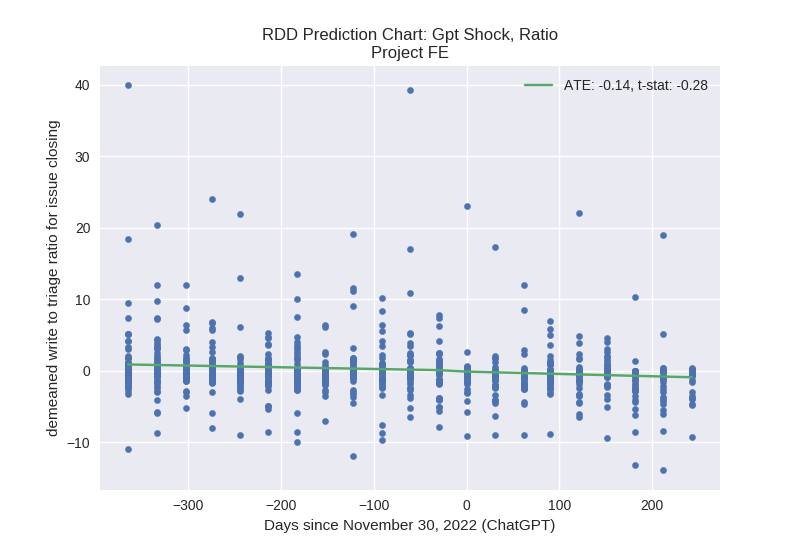 RDD Prediction Chart: Gpt Shock, Ratio
Project FE
ATE: -0.14, t-stat: -0.28
demeaned write to triage ratio for issue closing
40
30
20
10
0
−10
−300
−200
−100
0
100
200
Days since November 30, 2022 (ChatGPT)